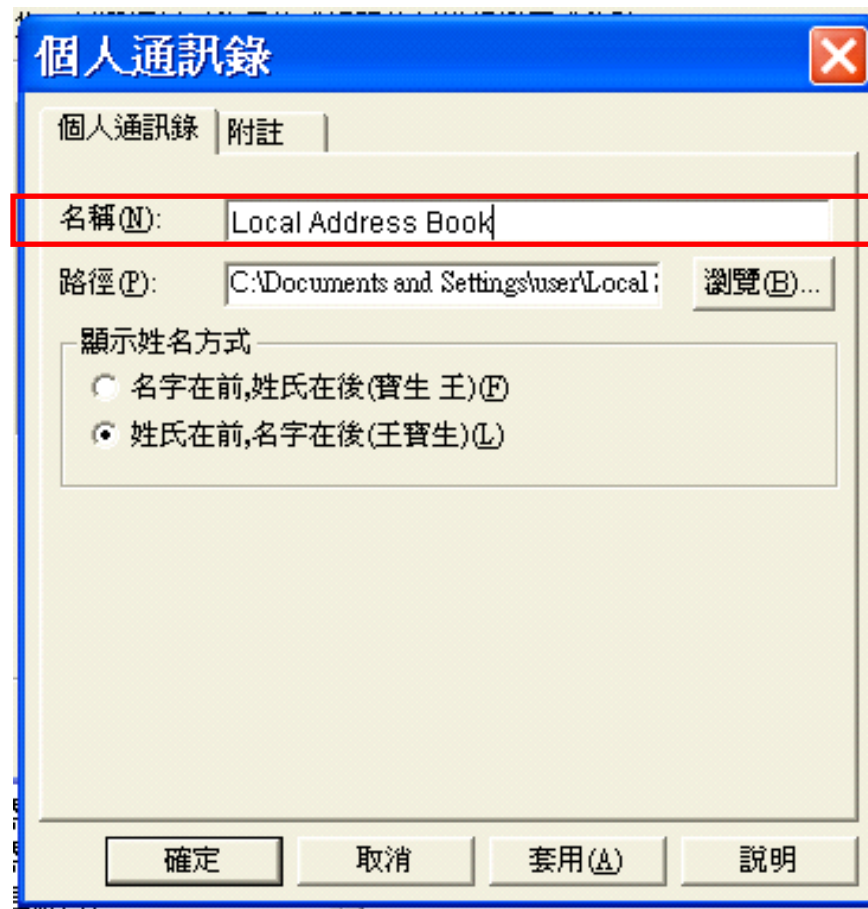 個人通訊錄
個人通訊錄 附註
名稱(N): Local Address Book
路徑(P): C:\Documents and Settings\user\Local 瀏覽(B)...
顯示姓名方式
名字在前,姓氏在後(寶生 王)(F)
姓氏在前,名字在後(王寶生)(L)
確定 取消 套用(A) 說明